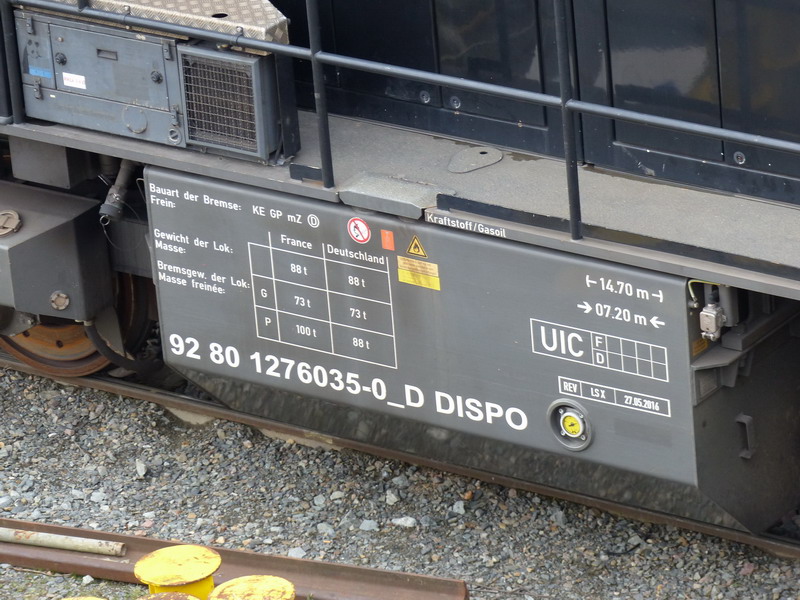 Bauart der Bremse: KE GP mZ D
Frein:
Kraftstoff/Gasoil
Gewicht der Lok:
Masse:
Bremsgew. der Lok:
Masse freinée:
France Deutschland
88 t 88 t
G 73 t 73 t
P 100 t 88 t
14.70 m
07.20 m
UIC F
D
REV LSX 27.05.2016
92 80 1276035-0_D DISPO